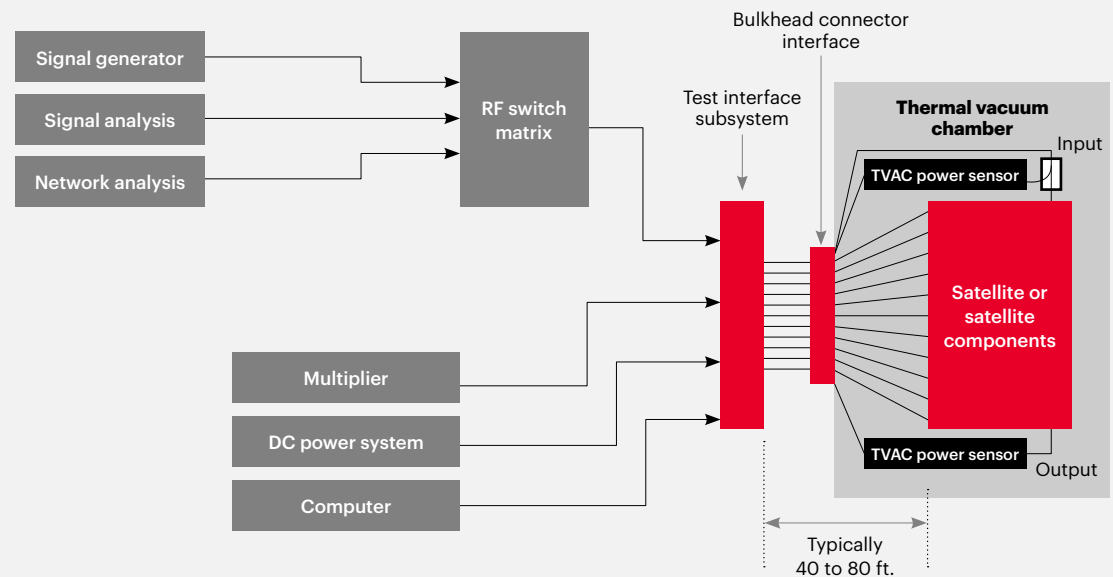 Signal generator
Signal analysis
Network analysis
RF switch
matrix
Bulkhead connector
interface
Test interface
subsystem
Thermal vacuum
chamber
Input
TVAC power sensor
Satellite or
satellite
components
Multiplier
DC power system
Computer
TVAC power sensor
Output
Typically
40 to 80 ft.